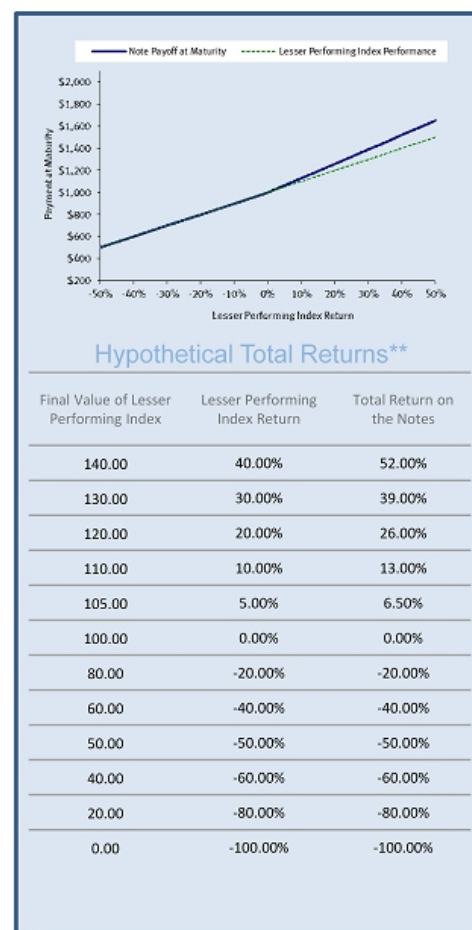 Note Payoff at Maturity Lesser Performing Index Performance
$2,000
$1,800
$1,600
$1,400
$1,200
$1,000
$800
$600
$400
$200
Payment at Maturity
-50% -40% -30% -20% -10% 0% 10% 20% 30% 40% 50%
Lesser Performing Index Return
Hypothetical Total Returns**
Final Value of Lesser Performing Index Lesser Performing Index Return Total Return on the Notes
140.00 40.00% 52.00%
130.00 30.00% 39.00%
120.00 20.00% 26.00%
110.00 10.00% 13.00%
105.00 5.00% 6.50%
100.00 0.00% 0.00%
80.00 -20.00% -20.00%
60.00 -40.00% -40.00%
50.00 -50.00% -50.00%
40.00 -60.00% -60.00%
20.00 -80.00% -80.00%
0.00 -100.00% -100.00%